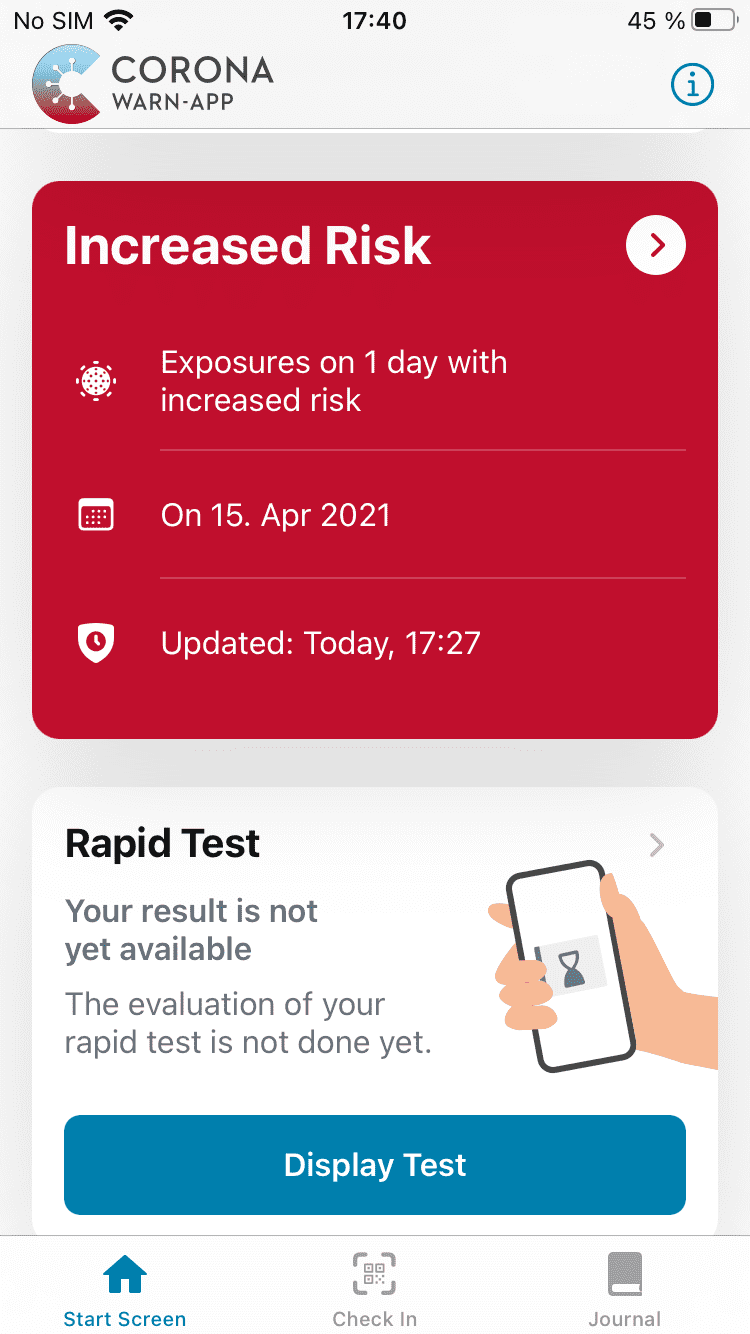 No SIM 17:40 45 %
CORONA
WARN-APP
Increased Risk
Exposures on 1 day with
increased risk
On 15. Apr 2021
Updated: Today, 17:27
Rapid Test
Your result is not
yet available
The evaluation of your
rapid test is not done yet.
Display Test
Start Screen Check In Journal